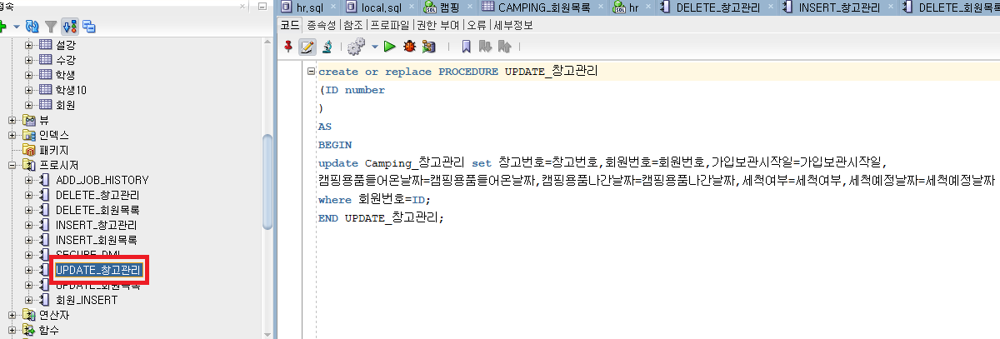 hr,sql local,sql 캠핑 CAMPING_회원목록 hr DELETE_창고관리 INSERT_창고관리 DELETE_회원목록
코드 종속성 참조 프로파일 권한 부여 오류 세부정보
설강
수강
학생
학생10
회원
뷰
인덱스
패키지
프로시저
ADD_JOB_HISTORY
DELETE_창고관리
DELETE_회원목록
INSERT_창고관리
INSERT_회원목록
SECURE_DML
UPDATE_창고관리
UPDATE_회원목록
회원_INSERT
연산자
함수
create or replace PROCEDURE UPDATE_창고관리
(ID number
)
AS
BEGIN
update Camping_창고관리 set 창고번호=창고번호,회원번호=회원번호,가입보관시작일=가입보관시작일,
캠핑용품들어온날짜=캠핑용품들어온날짜,캠핑용품나간날짜=캠핑용품나간날짜,세척여부=세척여부,세척예정날짜=세척예정날짜
where 회원번호=ID;
END UPDATE_창고관리;